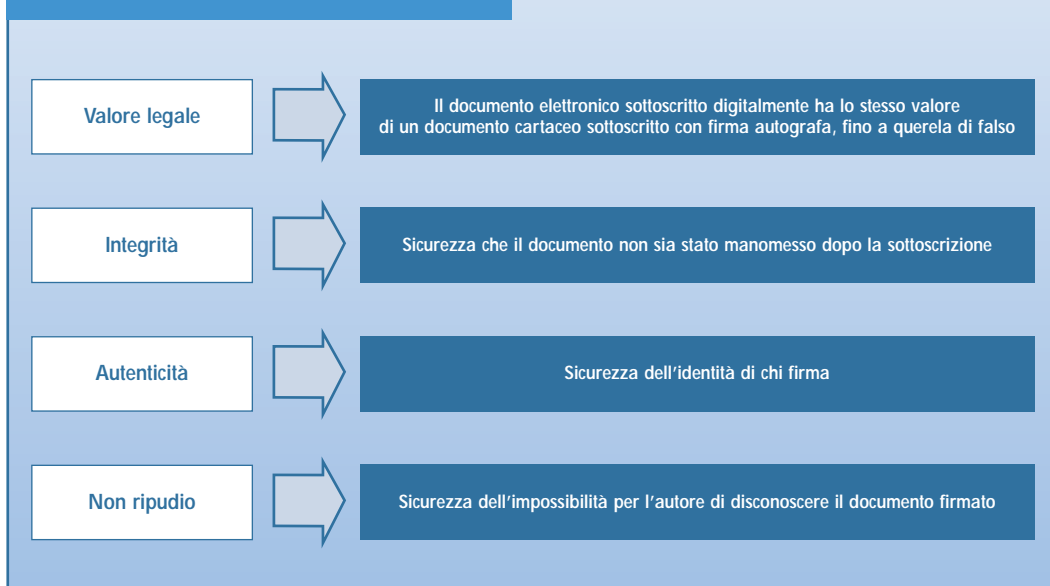 Valore legale
Il documento elettronico sottoscritto digitalmente ha lo stesso valore
di un documento cartaceo sottoscritto con firma autografa, fino a querela di falso
Integrità
Sicurezza che il documento non sia stato manomesso dopo la sottoscrizione
Autenticità
Sicurezza dell'identità di chi firma
Non ripudio
Sicurezza dell'impossibilità per l'autore di disconoscere il documento firmato